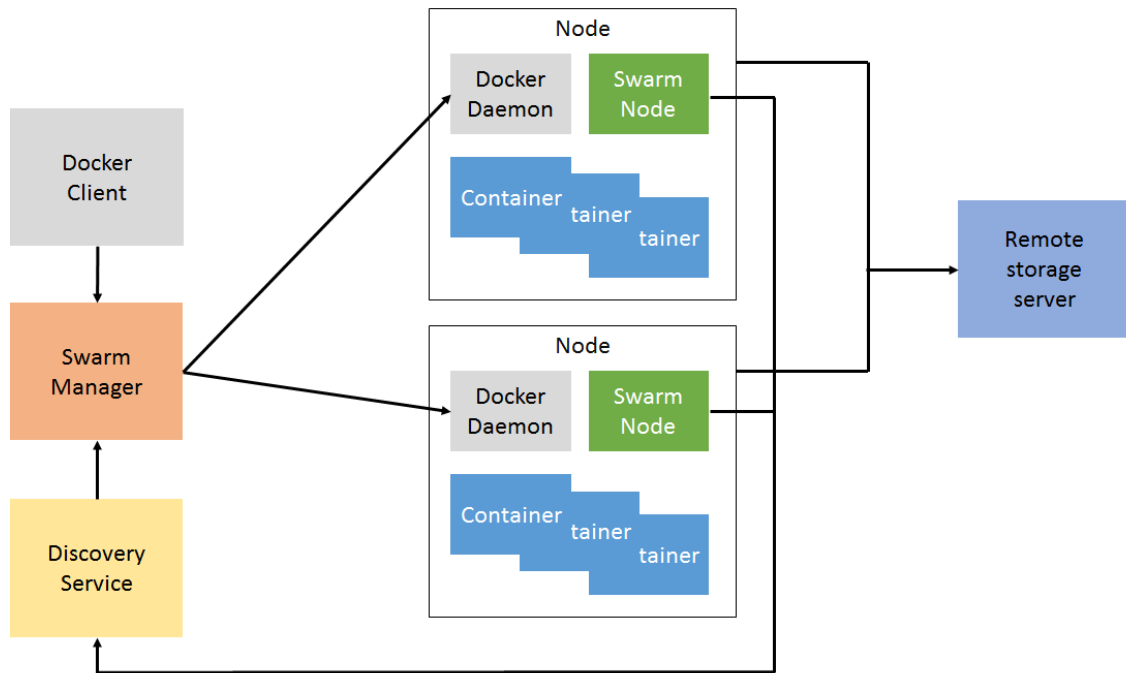 Node
Docker
Daemon
Swarm
Node
Container
tainer
tainer
Docker
Client
Swarm
Manager
Discovery
Service
Node
Docker
Daemon
Swarm
Node
Container
tainer
tainer
Remote
storage
server